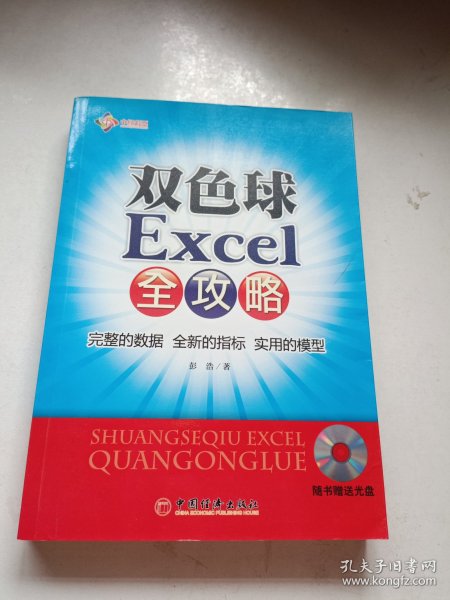 双色球
Excel
全攻略
完整的数据 全新的指标 实用的模型
彭 浩/著
SHUANGSEQIU EXCEL
QUANGONGLUE
随书赠送光盘
中国经济出版社
CHINA ECONOMIC PUBLISHING HOUSE
孔夫子旧书网
www.kongfz.com